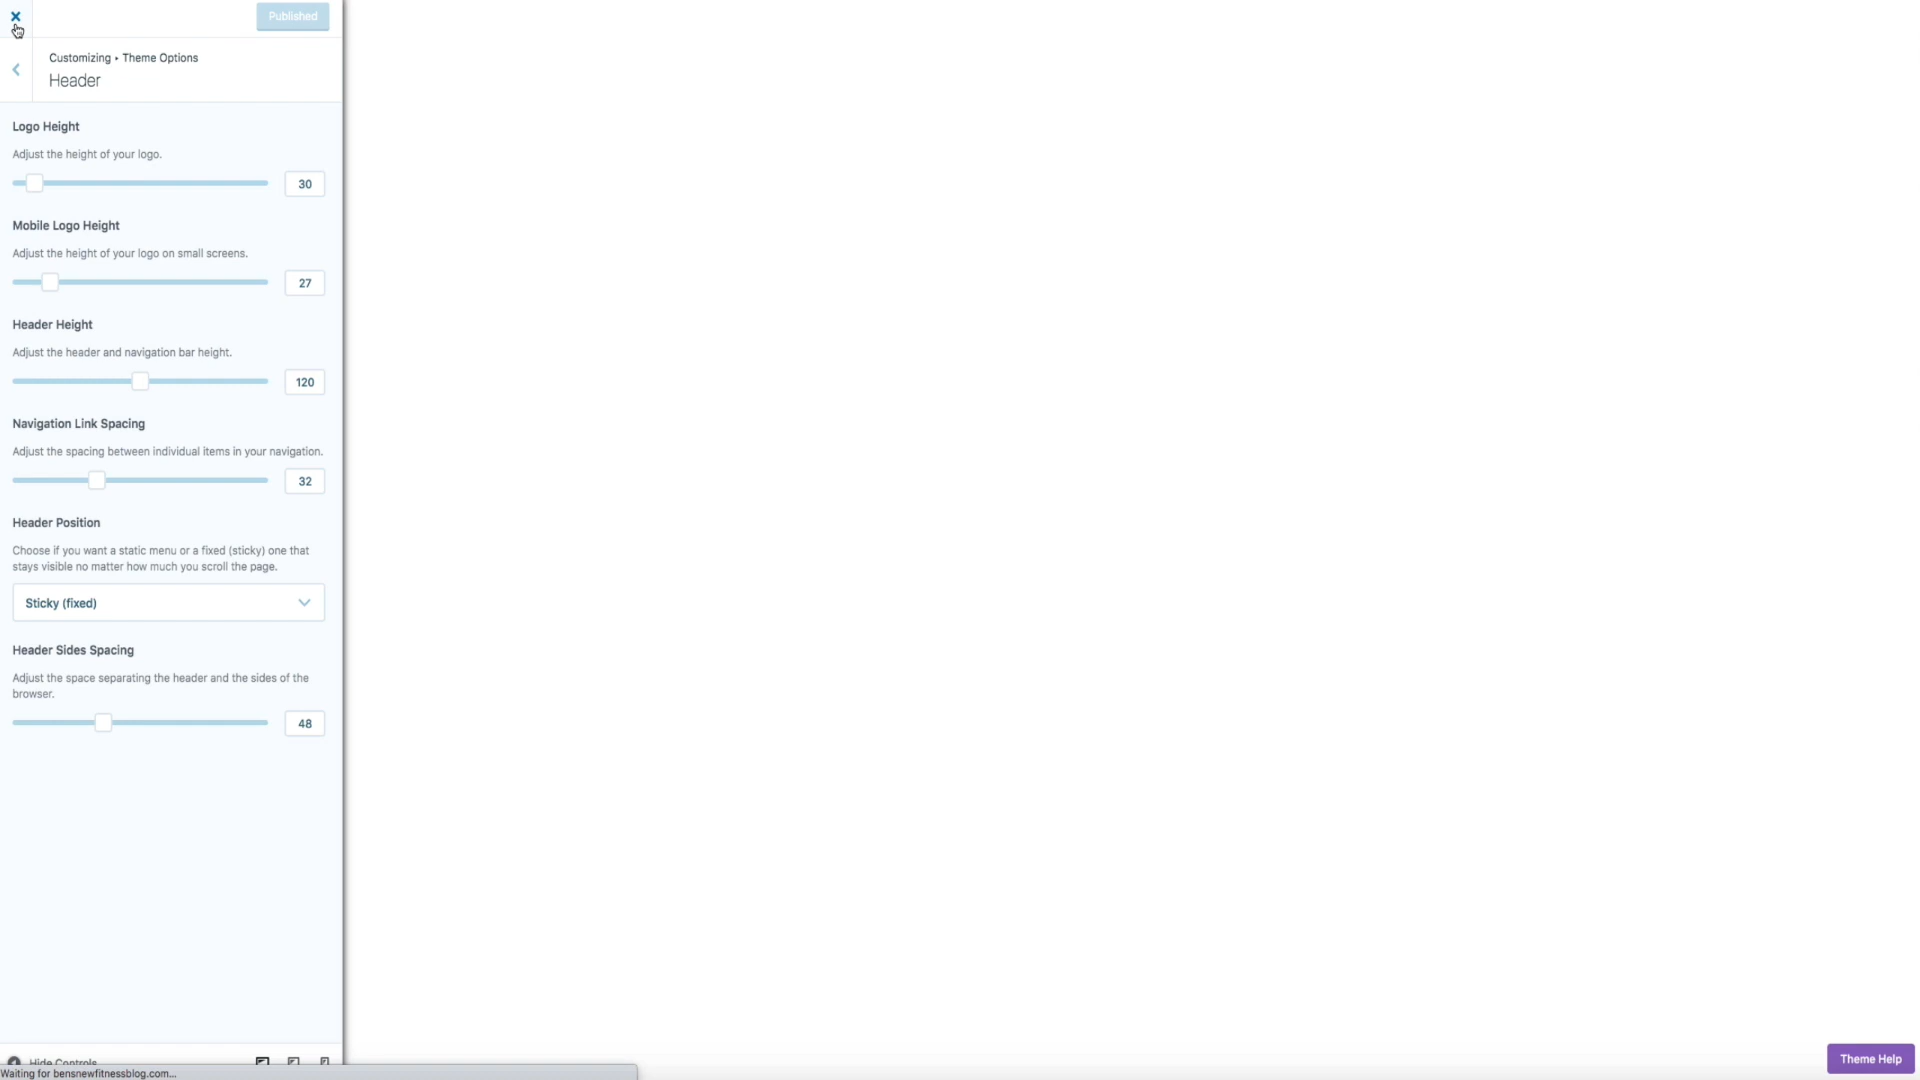 Published
Customizing ▸ Theme Options
Header
Logo Height
Adjust the height of your logo.
30
Mobile Logo Height
Adjust the height of your logo on small screens.
27
Header Height
Adjust the header and navigation bar height.
120
Navigation Link Spacing
Adjust the spacing between individual items in your navigation.
32
Header Position
Choose if you want a static menu or a fixed (sticky) one that
stays visible no matter how much you scroll the page.
Sticky (fixed)
Header Sides Spacing
Adjust the space separating the header and the sides of the
browser.
48
Hide Controls
Waiting for bensnewfitnessblog.com...
Theme Help